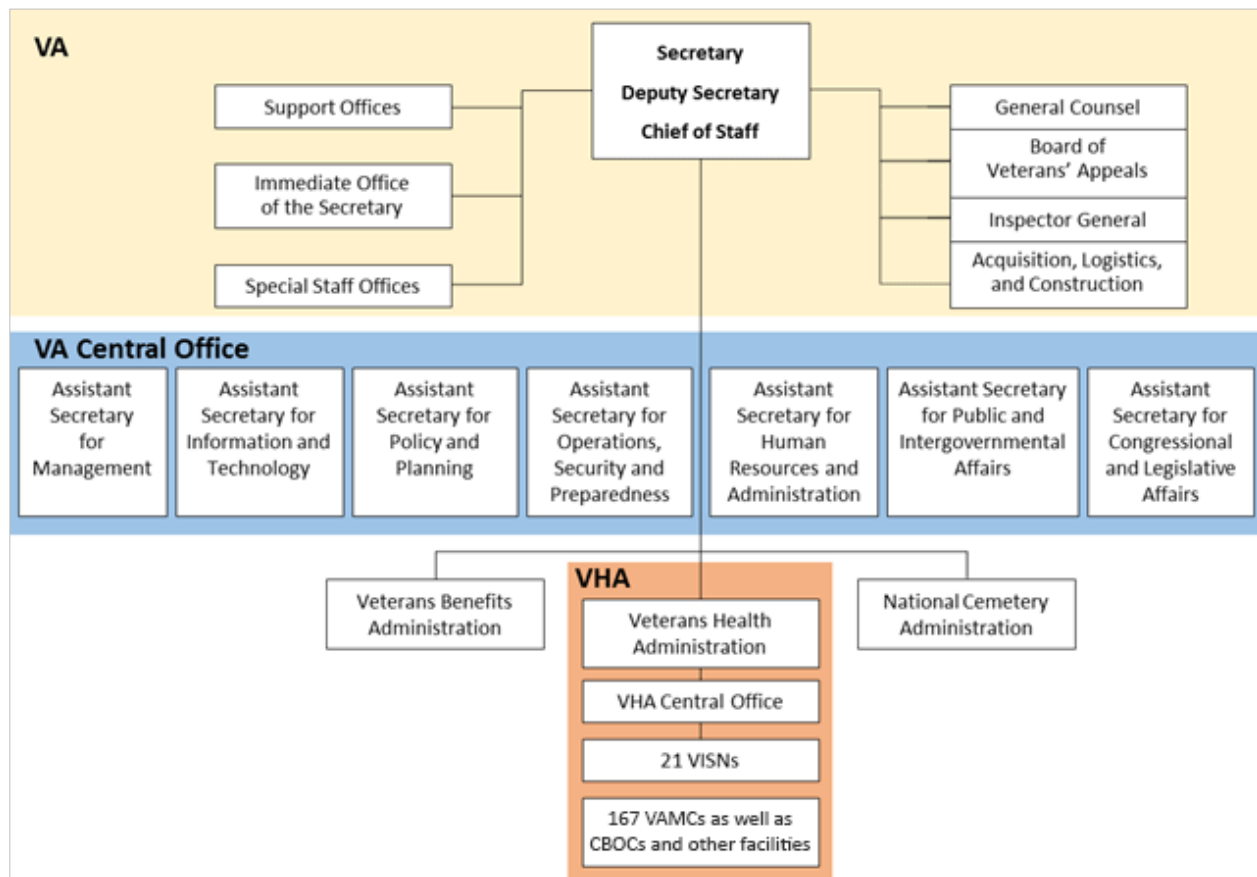 VA
Secretary
Deputy Secretary
Chief of Staff
Support Offices
Immediate Office
of the Secretary
Special Staff Offices
General Counsel
Board of
Veterans’ Appeals
Inspector General
Acquisition, Logistics,
and Construction
VA Central Office
Assistant
Secretary
for
Management
Assistant
Secretary for
Information and
Technology
Assistant
Secretary for
Policy and
Planning
Assistant
Secretary for
Operations,
Security and
Preparedness
Assistant
Secretary for
Human
Resources and
Administration
Assistant Secretary
for Public and
Intergovernmental
Affairs
Assistant
Secretary for
Congressional
and Legislative
Affairs
Veterans Benefits
Administration
VHA
Veterans Health
Administration
VHA Central Office
21 VISNs
167 VAMCs as well as
CBOCs and other facilities
National Cemetery
Administration